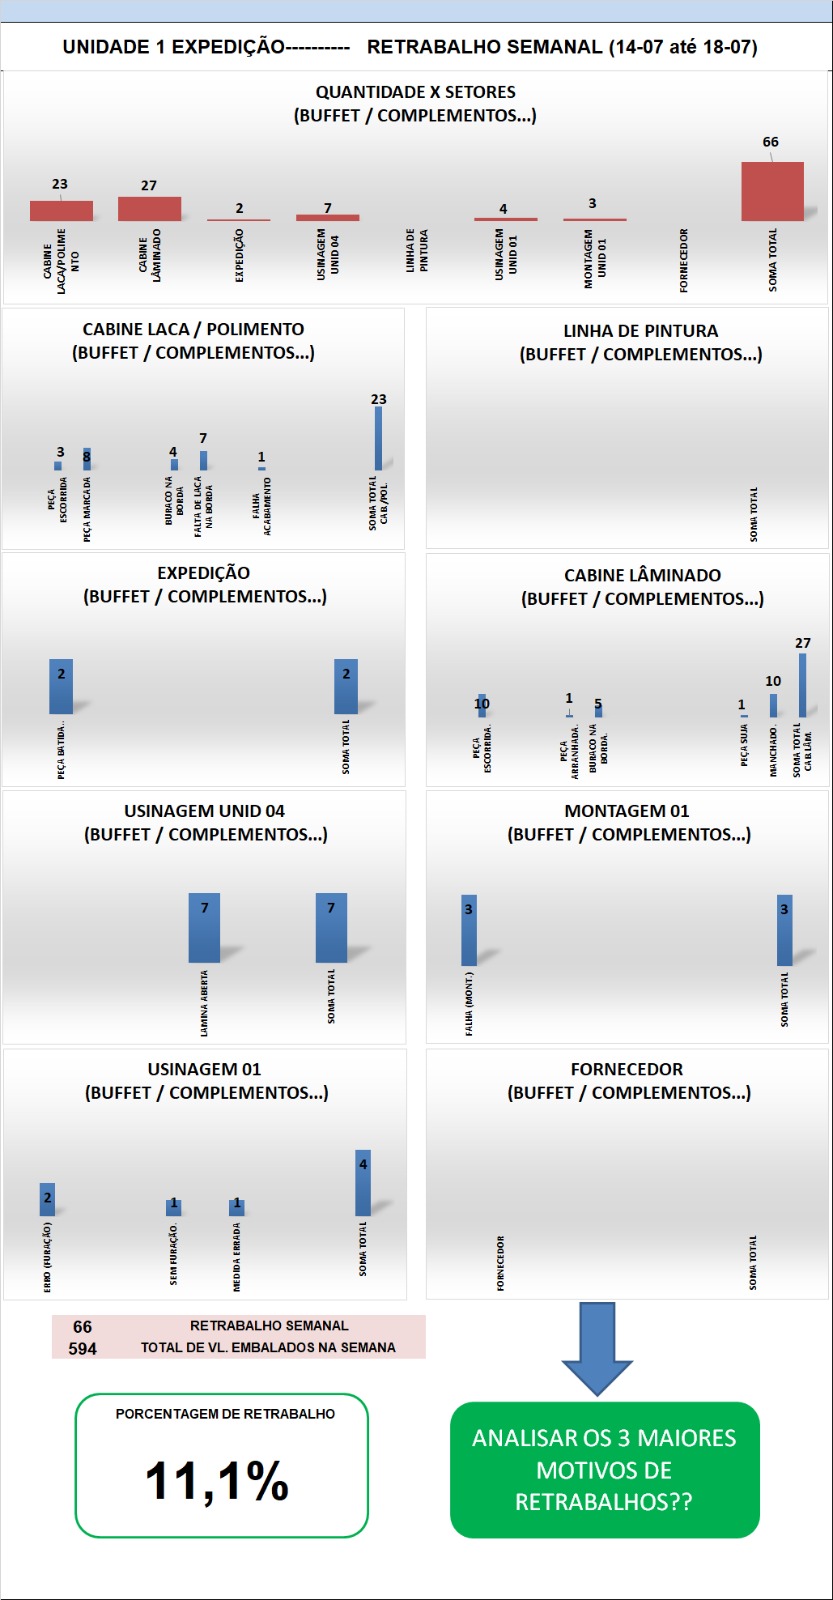 UNIDADE 1 EXPEDIÇÃO---------- RETRABALHO SEMANAL (14-07 até 18-07)
QUANTIDADE X SETORES
(BUFFET / COMPLEMENTOS...)
23
27
2
7
4
3
66
CABINE
LACA/POLIME
NTO
CABINE
LÂMINADO
EXPEDIÇÃO
USINAGEM
UNID 04
LINHA DE
PINTURA
USINAGEM
UNID 01
MONTAGEM
UNID 01
FORNECEDOR
SOMA TOTAL
CABINE LACA / POLIMENTO
(BUFFET / COMPLEMENTOS...)
3
8
4
7
1
23
PEÇA
ESCORRIDA
PEÇA MARCADA
BURACO NA
BORDA
FALTA DE LACA
NA BORDA
FALHA
ACABAMENTO
SOMA TOTAL
CAB./POL.
LINHA DE PINTURA
(BUFFET / COMPLEMENTOS...)
SOMA TOTAL
EXPEDIÇÃO
(BUFFET / COMPLEMENTOS...)
2
2
PEÇA BATIDA..
SOMA TOTAL
CABINE LÂMINADO
(BUFFET / COMPLEMENTOS...)
10
1
5
1
10
27
PEÇA
ESCORRIDA.
PEÇA
ARRANHADA.
BURACO NA
BORDA.
PEÇA SUJA
MANCHADO.
SOMA TOTAL
CAB.LÂM.
USINAGEM UNID 04
(BUFFET / COMPLEMENTOS...)
7
7
LAMINA ABERTA
SOMA TOTAL
MONTAGEM 01
(BUFFET / COMPLEMENTOS...)
3
3
FALHA (MONT.)
SOMA TOTAL
USINAGEM 01
(BUFFET / COMPLEMENTOS...)
2
1
1
4
ERRO (FURAÇÃO)
SEM FURAÇÃO.
MEDIDA ERRADA
SOMA TOTAL
FORNECEDOR
(BUFFET / COMPLEMENTOS...)
FORNECEDOR
SOMA TOTAL
66 RETRABALHO SEMANAL
594 TOTAL DE VL. EMBALADOS NA SEMANA
PORCENTAGEM DE RETRABALHO
11,1%
ANALISAR OS 3 MAIORES
MOTIVOS DE
RETRABALHOS??